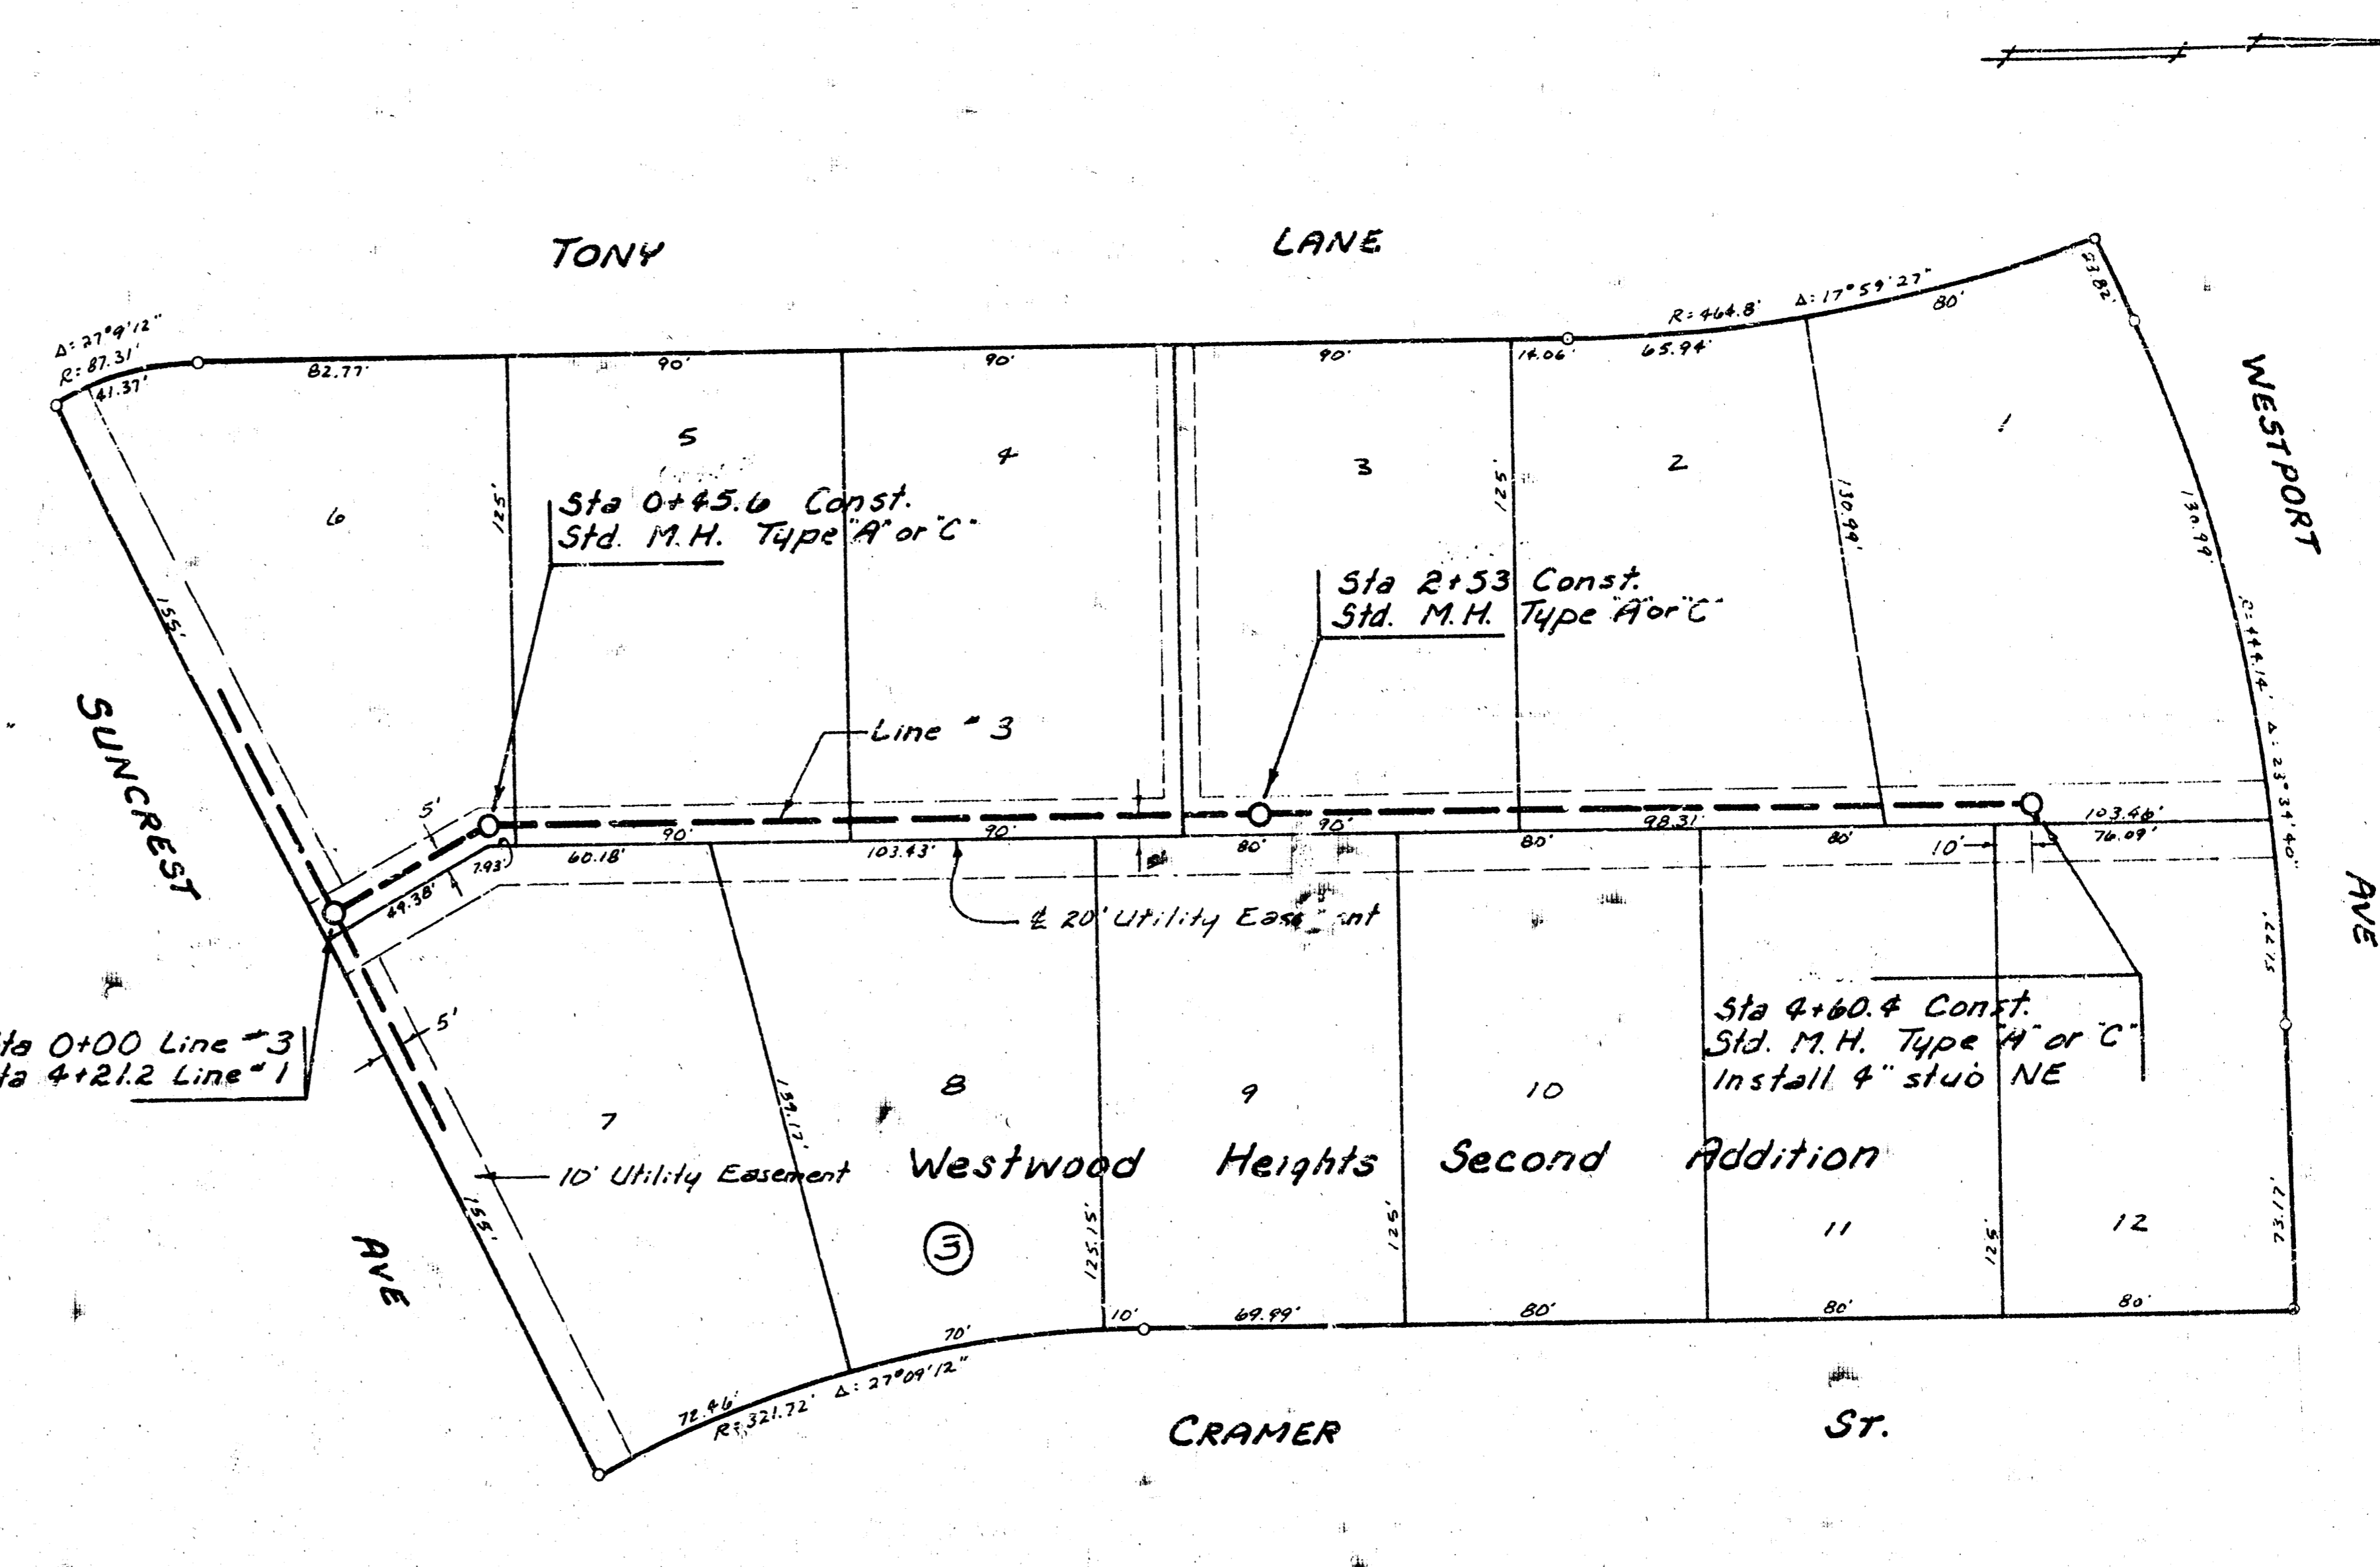 TONY LANE
Δ: 27°9'12"
R: 87.31'
41.37'
82.77'
90'
90'
90'
14.06'
65.94'
R=464.8'
Δ: 17°59'27"
80'
23.82'
WESTPORT AVE
130.99'
R=444.14'
Δ: 23°34'40"
6
5
4
3
2
1
125'
125'
130.99'
155'
Sta 0+45.6 Const.
Std. M.H. Type "A" or "C"
Sta 2+53 Const.
Std. M.H. Type "A" or "C"
Line #3
SUNCREST AVE
5'
49.38'
7.93'
60.18'
90'
103.43'
90'
80'
90'
80'
98.31'
80'
10'
103.46'
76.09'
℄ 20' Utility Easement
Sta 0+00 Line #3
Sta 4+21.2 Line #1
5'
Sta 4+60.4 Const.
Std. M.H. Type "A" or "C"
Install 4" stub NE
7
8
9
10
11
12
10' Utility Easement
Westwood Heights Second Addition
3
155'
125.15'
125'
125'
72.46'
R=321.72'
Δ: 27°09'12"
70'
10'
69.99'
80'
80'
80'
CRAMER ST.